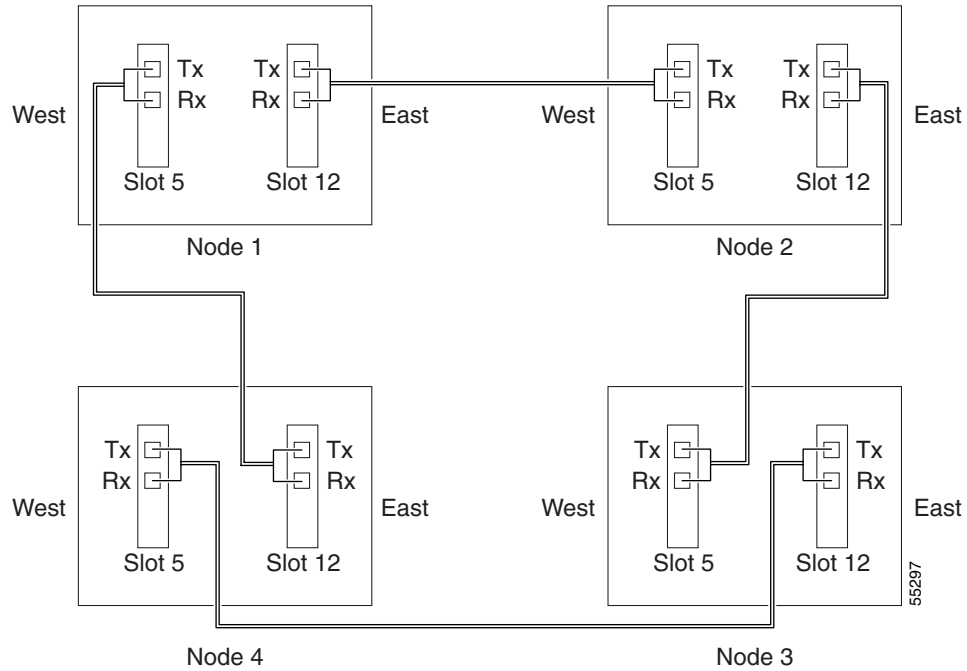 Tx Tx Tx Tx
Rx Rx Rx Rx
West East West East
Slot 5 Slot 12 Slot 5 Slot 12
Node 1 Node 2
Tx Tx Tx Tx
Rx Rx Rx Rx
West East West East
Slot 5 Slot 12 Slot 5 Slot 12
55297
Node 4 Node 3